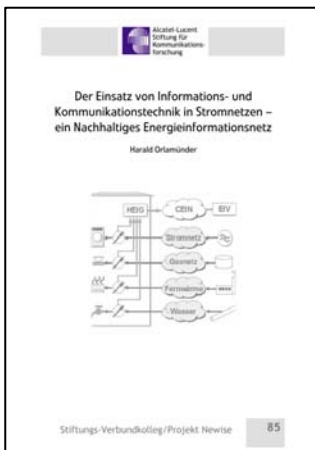 Alcatel-Lucent
Stiftung für
Kommunikations-
forschung
Der Einsatz von Informations- und
Kommunikationstechnik in Stromnetzen –
ein Nachhaltiges Energieinformationsnetz
Harald Orlamünder
HEIG
CEIN
EIV
Stromnetz
Gasnetz
Fernwärme
Wasser
Stiftungs-Verbundkolleg/Projekt Newise
85